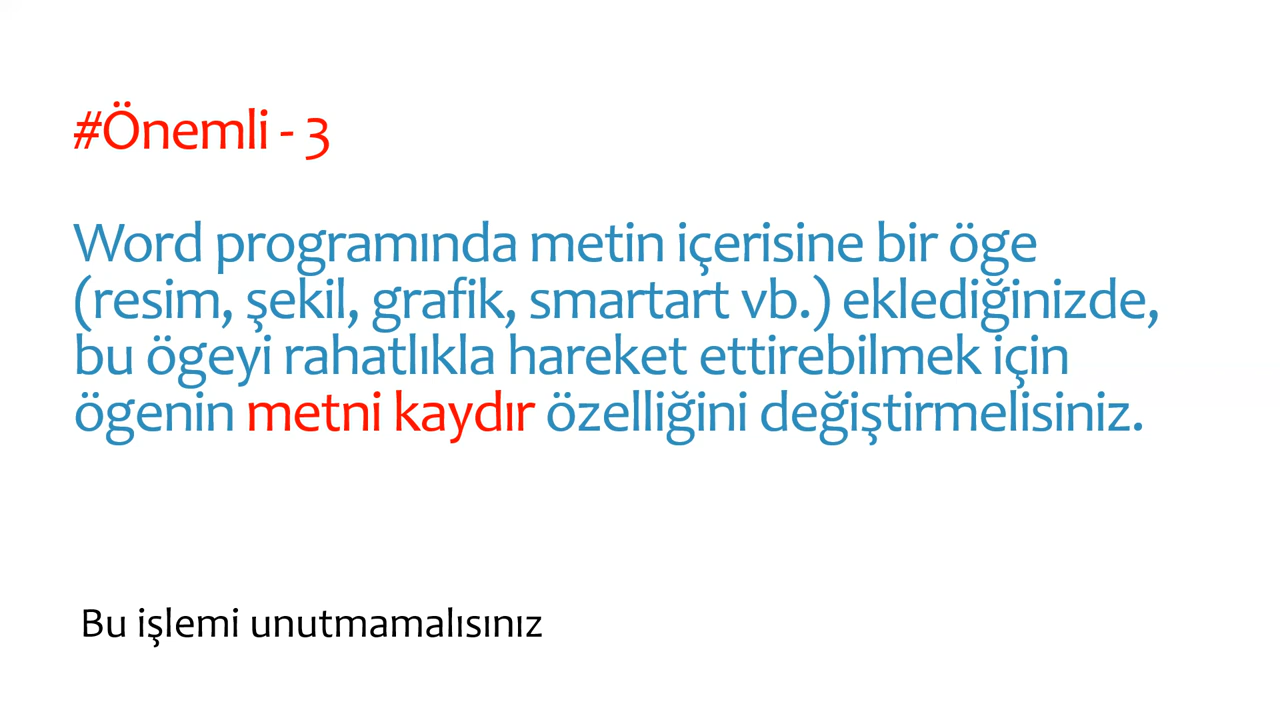 #Önemli - 3
Word programında metin içerisine bir öge
(resim, şekil, grafik, smartart vb.) eklediğinizde,
bu ögeyi rahatlıkla hareket ettirebilmek için
ögenin metni kaydır özelliğini değiştirmelisiniz.
Bu işlemi unutmamalısınız